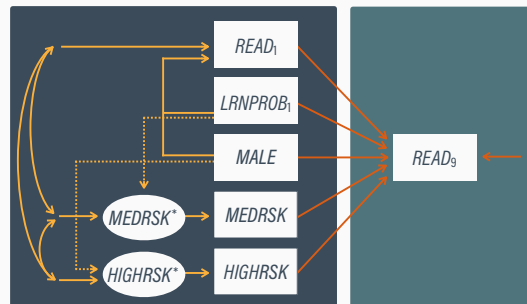 READ₁
LRNPROB₁
MALE
READ₉
MEDRSK*
MEDRSK
HIGHRSK*
HIGHRSK